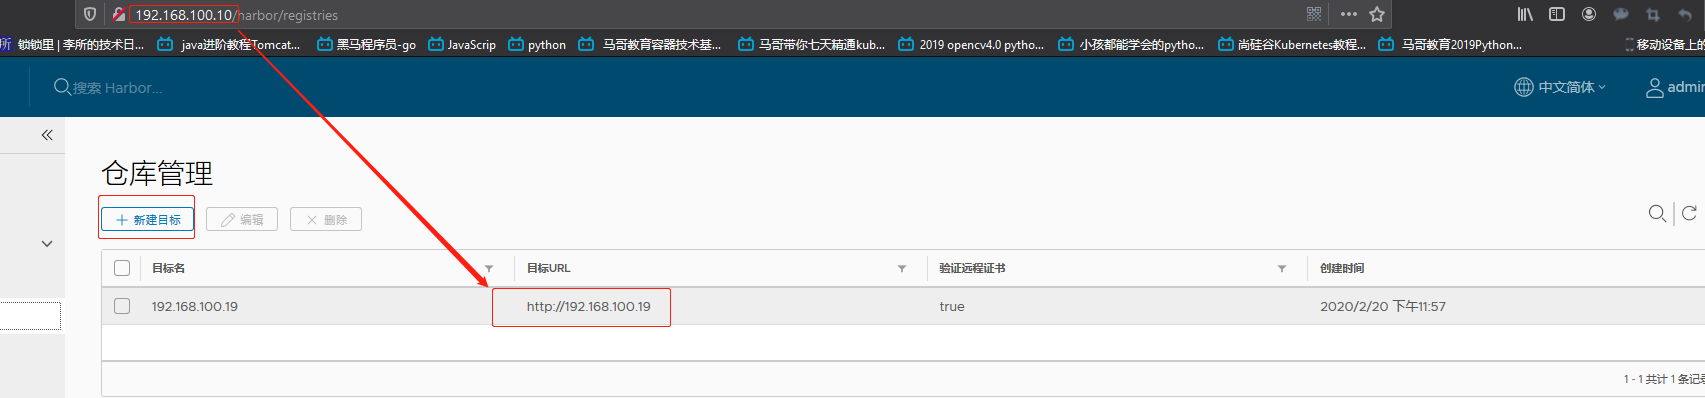 192.168.100.10/harbor/registries
所 锁锁里 | 李所的技术日... java进阶教程Tomcat... 黑马程序员-go JavaScrip python 马哥教育容器技术基... 马哥带你七天精通kub... 2019 opencv4.0 python... 小孩都能学会的python... 尚硅谷Kubernetes教程... 马哥教育2019Python... 移动设备上的
搜索 Harbor... 中文简体 admin
仓库管理
新建目标 编辑 删除
目标名 目标URL 验证远程证书 创建时间
192.168.100.19 http://192.168.100.19 true 2020/2/20 下午11:57
1 - 1 共计 1 条记录